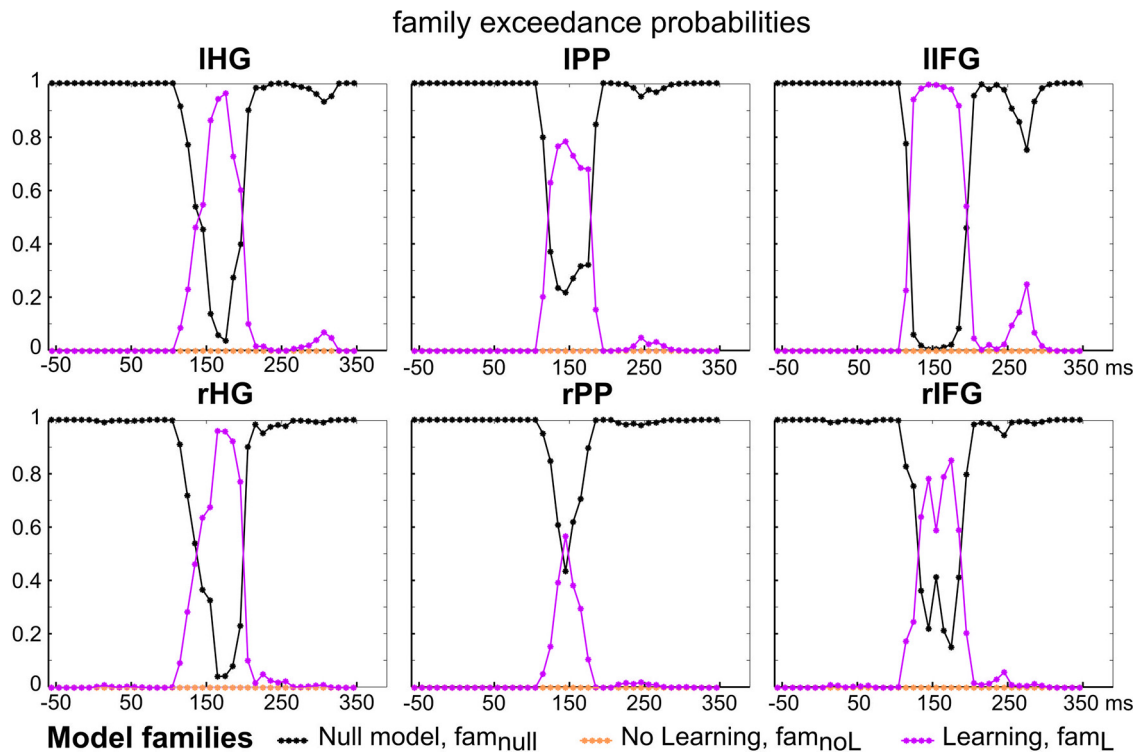 family exceedance probabilities
lHG lPP lIFG
1
0.8
0.6
0.4
0.2
0
-50 50 150 250 350 -50 50 150 250 350 -50 50 150 250 350 ms
rHG rPP rIFG
1
0.8
0.6
0.4
0.2
0
-50 50 150 250 350 -50 50 150 250 350 -50 50 150 250 350 ms
Model families Null model, famnull No Learning, famnoL Learning, famL